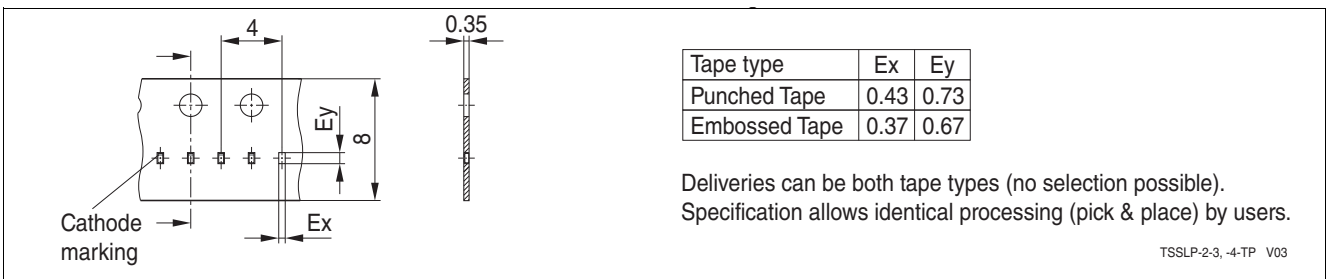 4
0.35
Ey
8
Cathode
marking
Ex
Tape type Ex Ey
Punched Tape 0.43 0.73
Embossed Tape 0.37 0.67
Deliveries can be both tape types (no selection possible).
Specification allows identical processing (pick & place) by users.
TSSLP-2-3, -4-TP V03